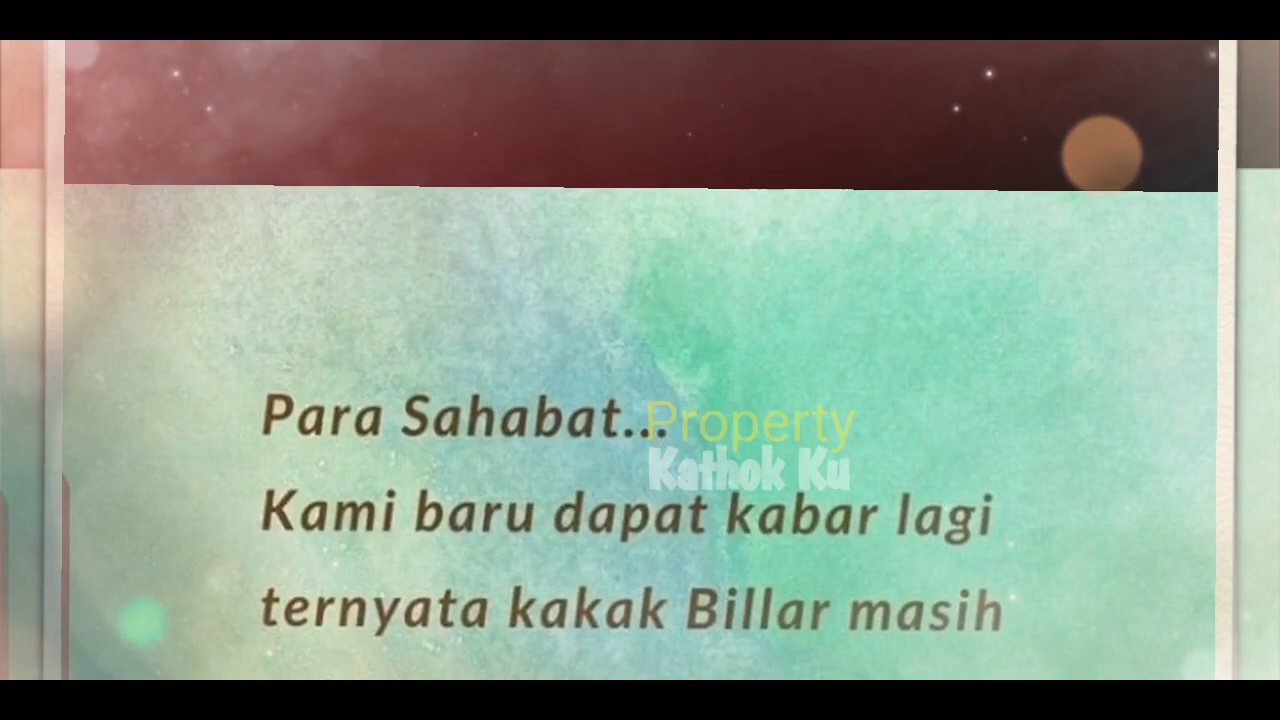 Para Sahabat...
Property
Kathok Ku
Kami baru dapat kabar lagi
ternyata kakak Billar masih